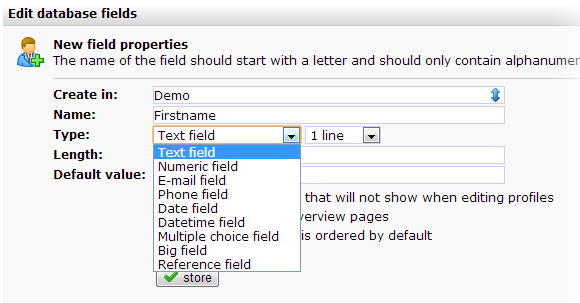 Edit database fields
New field properties
The name of the field should start with a letter and should only contain alphanumer
Create in: Demo
Name: Firstname
Type: Text field 1 line
Length: Text field
Numeric field
Default value: E-mail field
Phone field that will not show when editing profiles
Date field
Datetime field verview pages
Multiple choice field is ordered by default
Big field
Reference field
store